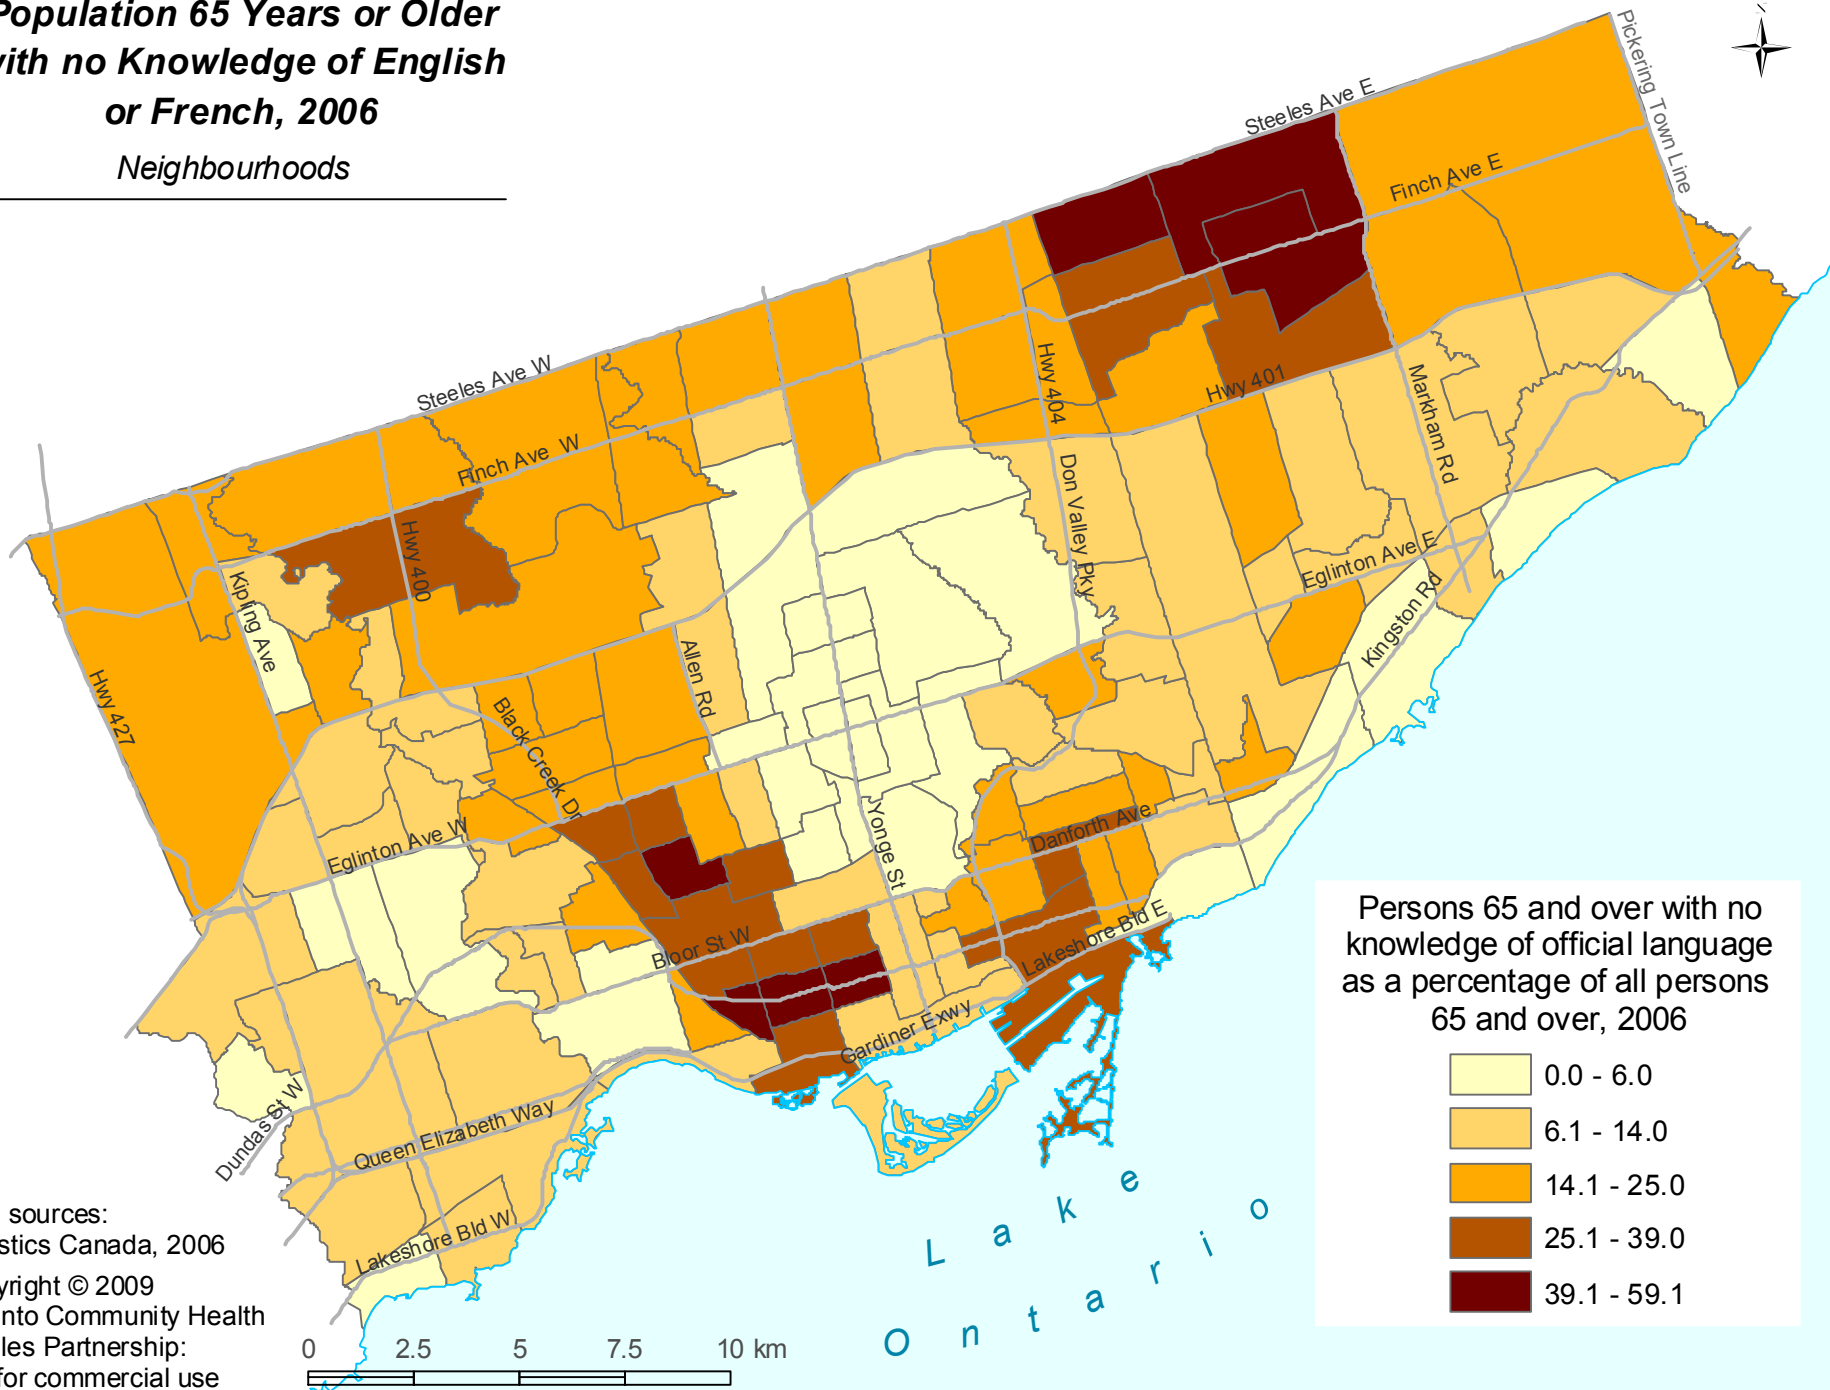 Population 65 Years or Older
with no Knowledge of English
or French, 2006
Neighbourhoods
N
Pickering Town Line
Steeles Ave E
Finch Ave E
Steeles Ave W
Finch Ave W
Hwy 404
Hwy 401
Markham Rd
Hwy 400
Kipling Ave
Don Valley Pky
Eglinton Ave E
Kingston Rd
Hwy 427
Allen Rd
Black Creek Dr
Eglinton Ave W
Yonge St
Danforth Ave
Bloor St W
Lakeshore Bld E
Gardiner Exwy
Dundas St W
Queen Elizabeth Way
Lakeshore Bld W
Lake
Ontario
Persons 65 and over with no
knowledge of official language
as a percentage of all persons
65 and over, 2006
0.0 - 6.0
6.1 - 14.0
14.1 - 25.0
25.1 - 39.0
39.1 - 59.1
sources:
stics Canada, 2006
yright © 2009
nto Community Health
les Partnership:
for commercial use
0 2.5 5 7.5 10 km